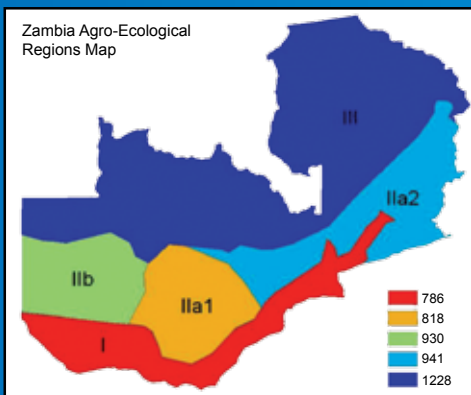 Zambia Agro-Ecological
Regions Map
III
IIa2
IIb
IIa1
I
786
818
930
941
1228